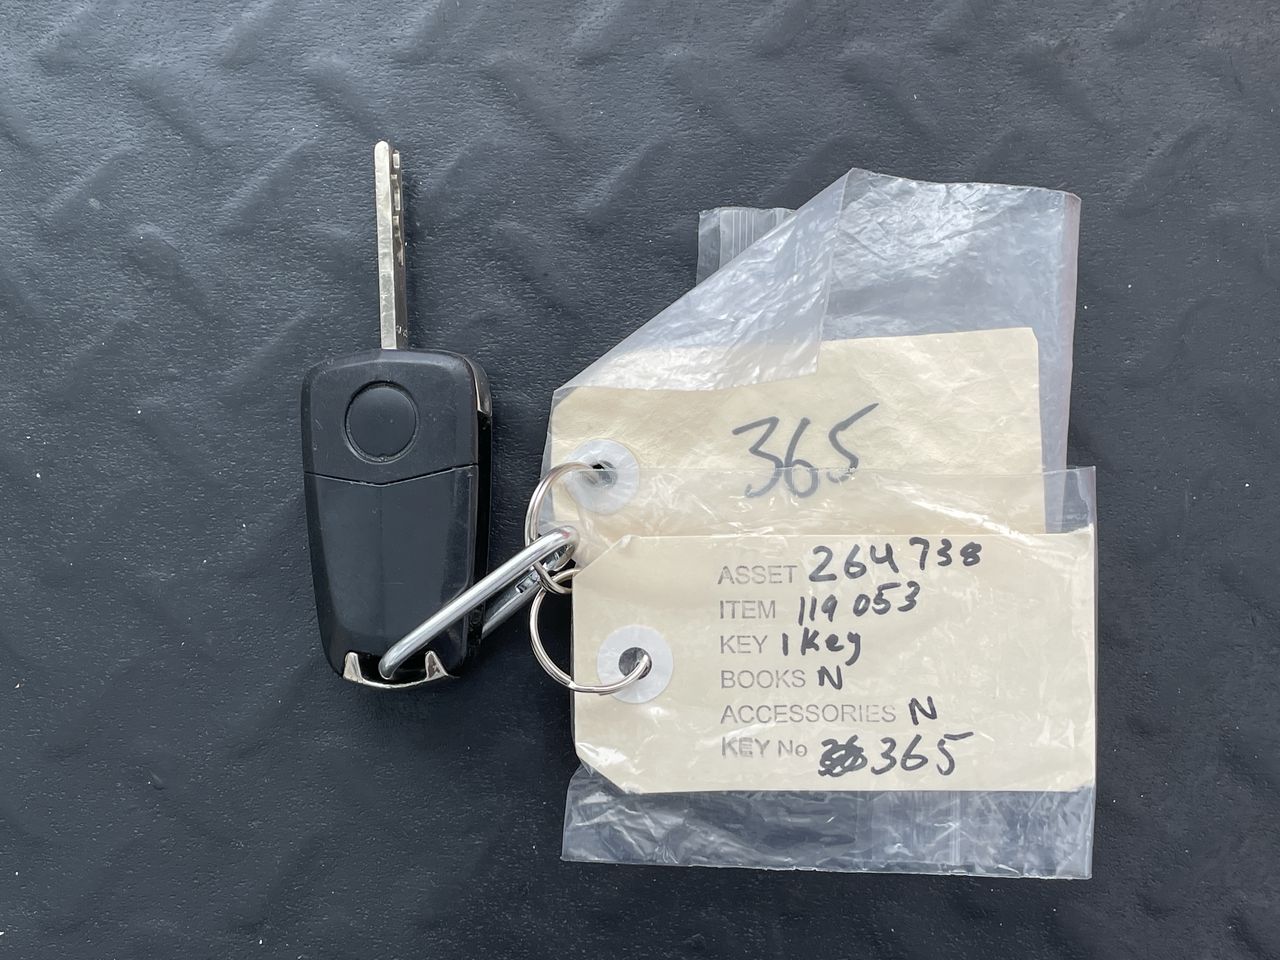 365
ASSET 264738
ITEM 119 053
KEY 1 Key
BOOKS N
ACCESSORIES N
KEY No 365